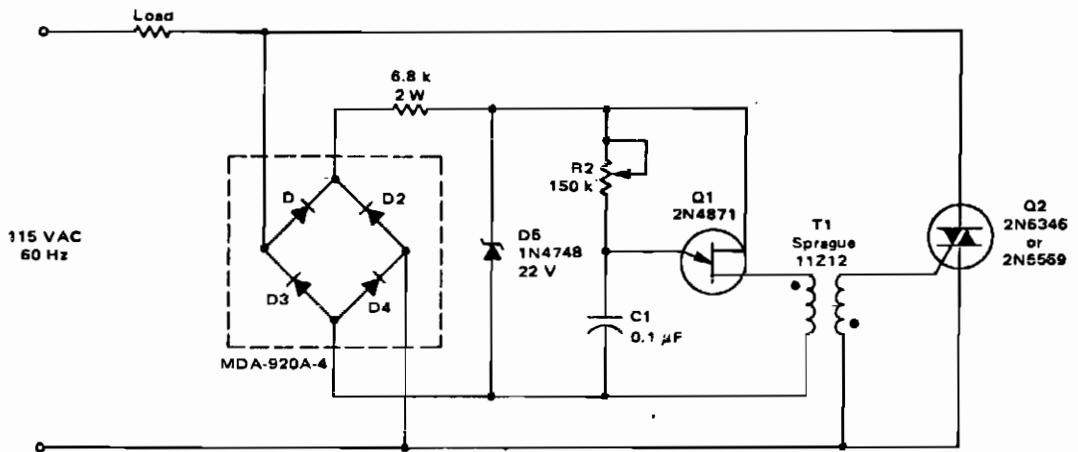 Load
6.8 k
2 W
R2
150 k
Q1
2N4871
Q2
2N6346
or
2N5569
T1
Sprague
11Z12
D
D2
D5
1N4748
22 V
115 VAC
60 Hz
D3
D4
C1
0.1 µF
MDA-920A-4